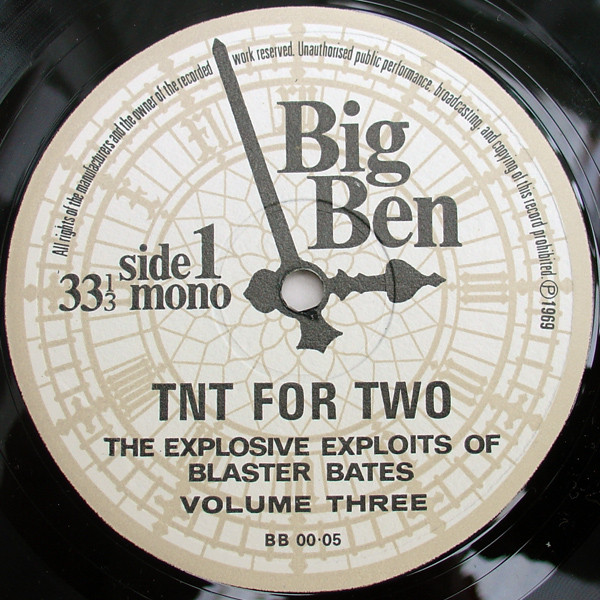 All rights of the manufacturers and the owner of the recorded work reserved. Unauthorised public performance, broadcasting and copying of this record prohibited ℗ 1969
Big
Ben
side 1
33 1/3 mono
TNT FOR TWO
THE EXPLOSIVE EXPLOITS OF
BLASTER BATES
VOLUME THREE
BB 00·05